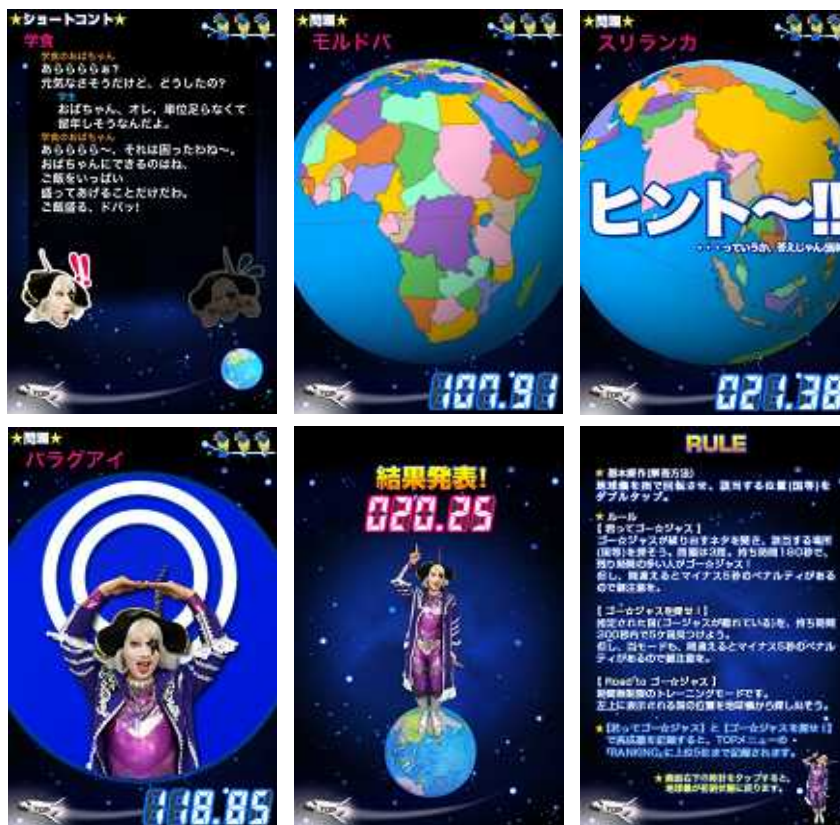 ★ショートコント★
学食
学食のおばちゃん
あらららぁ?
元気なさそうだけど、どうしたの?
学生
おばちゃん、オレ、単位足らなくて
留年しそうなんだよ。
学食のおばちゃん
あらららら〜、それは困ったわね〜。
おばちゃんにできるのはね、
ご飯をいっぱい
盛ってあげることだけだわ。
ご飯盛る、ドバッ!
!!
TOP
★問題★
モルドバ
TOP
107.91
★問題★
スリランカ
ヒント〜!!
・・・っていうか、答えじゃん
TOP
021.38
★問題★
パラグアイ
TOP
118.85
結果発表!
020.25
TOP
RULE
★ 基本操作(解答方法)
地球儀を指で回転させ、該当する位置(国等)を
ダブルタップ。
★ ルール
【 君ってゴー☆ジャス 】
ゴー☆ジャスが繰り出すネタを聞き、該当する場所
(国等)を探そう。問題は3問。持ち時間180秒で、
残り時間の多い人がゴー☆ジャス!
但し、間違えるとマイナス5秒のペナルティがある
ので御注意を。
【 ゴー☆ジャスを探せ! 】
指定された国(ゴージャスが隠れている)を、持ち時間
300秒内で5ケ国見つけよう。
但し、当モードも、間違えるとマイナス5秒のペナル
ティがあるので御注意を。
【 Road to ゴー☆ジャス 】
時間無制限のトレーニングモードです。
左上に表示される国の位置を地球儀から探し出そう。
★【君ってゴー☆ジャス】と【ゴー☆ジャスを探せ!】
で高成績を記録すると、TOPメニューの
「RANKING」に上位5位まで記録されます。
★ 画面右下の時計をタップすると、
地球儀が初期状態に戻ります。
TOP